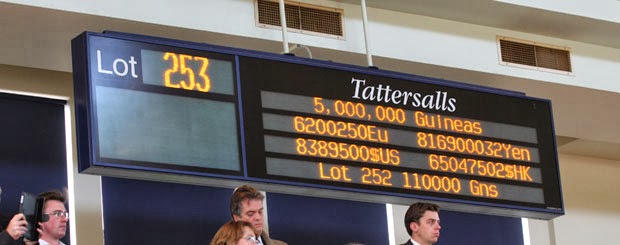 Lot 253
Tattersalls
5,000,000 Guineas
6200250Eu 816900032Yen
8389500$US 65047502$HK
Lot 252 110000 Gns